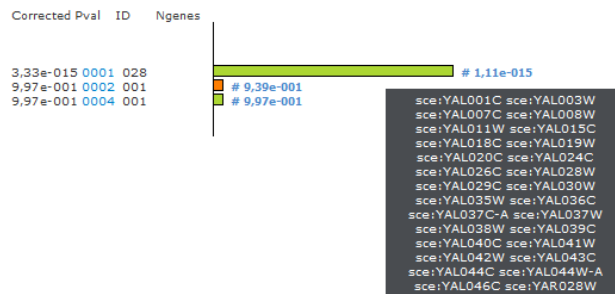 Corrected Pval ID Ngenes
3,33e-015 0001 028 # 1,11e-015
9,97e-001 0002 001 # 9,39e-001
9,97e-001 0004 001 # 9,97e-001
sce:YAL001C sce:YAL003W
sce:YAL007C sce:YAL008W
sce:YAL011W sce:YAL015C
sce:YAL018C sce:YAL019W
sce:YAL020C sce:YAL024C
sce:YAL026C sce:YAL028W
sce:YAL029C sce:YAL030W
sce:YAL035W sce:YAL036C
sce:YAL037C-A sce:YAL037W
sce:YAL038W sce:YAL039C
sce:YAL040C sce:YAL041W
sce:YAL042W sce:YAL043C
sce:YAL044C sce:YAL044W-A
sce:YAL046C sce:YAR028W